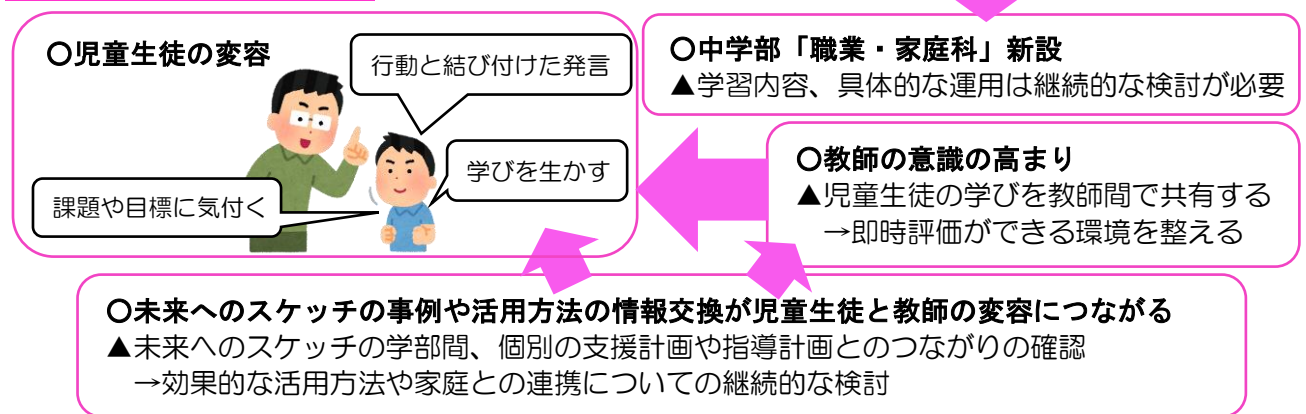 〇児童生徒の変容
行動と結び付けた発言
学びを生かす
課題や目標に気付く
〇中学部「職業・家庭科」新設
▲学習内容、具体的な運用は継続的な検討が必要
〇教師の意識の高まり
▲児童生徒の学びを教師間で共有する
→即時評価ができる環境を整える
〇未来へのスケッチの事例や活用方法の情報交換が児童生徒と教師の変容につながる
▲未来へのスケッチの学部間、個別の支援計画や指導計画とのつながりの確認
→効果的な活用方法や家庭との連携についての継続的な検討